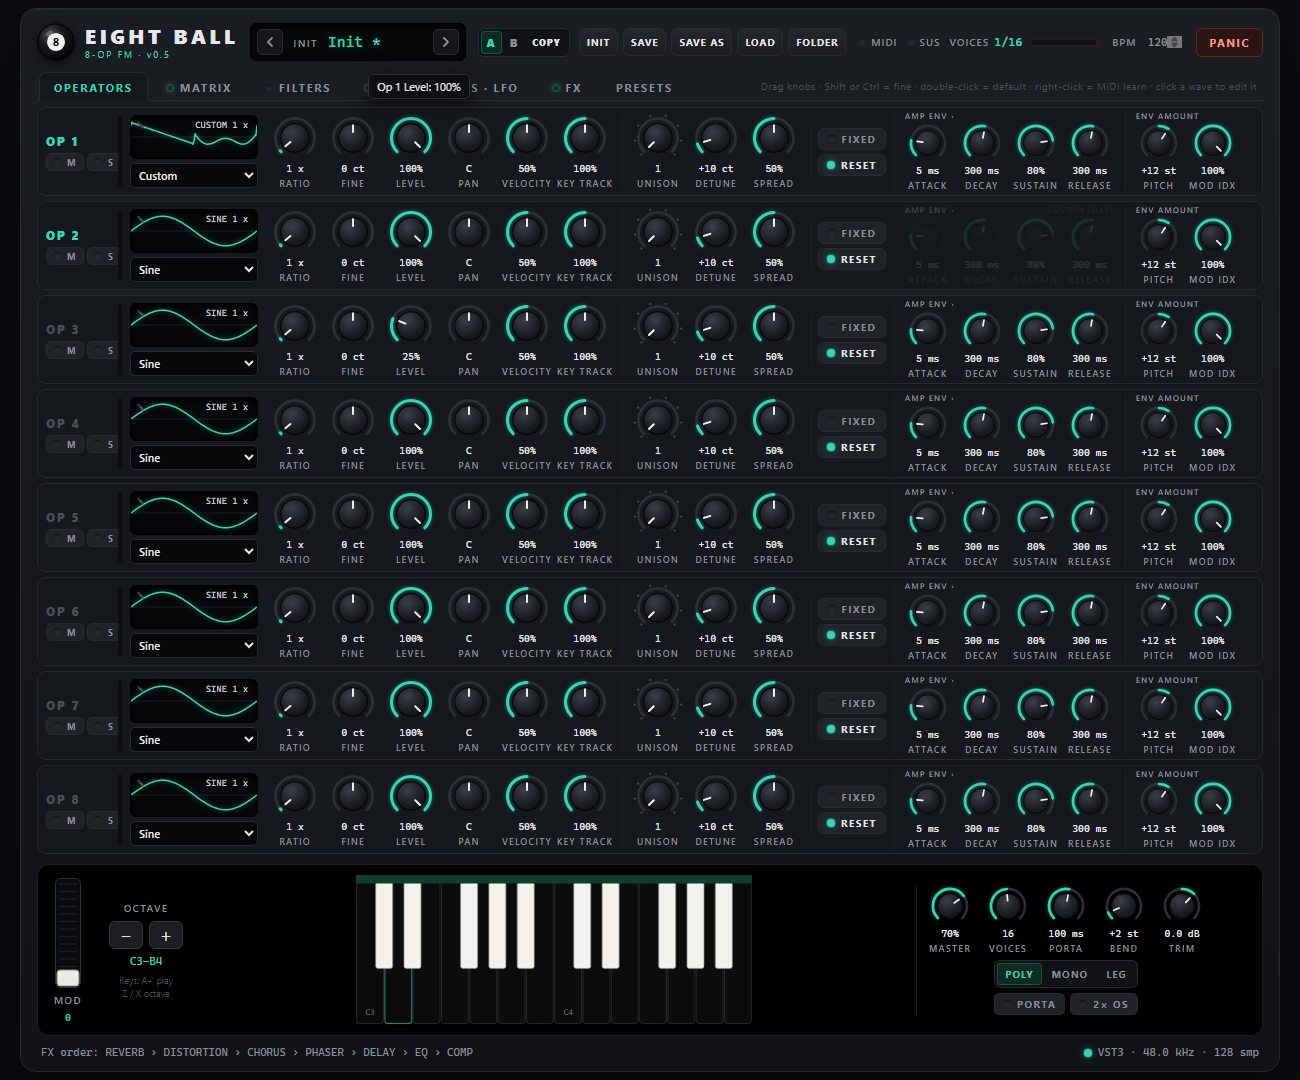 8
EIGHT BALL
8-OP FM · v0.5
INIT Init *
A B COPY
INIT SAVE SAVE AS LOAD FOLDER
MIDI SUS VOICES 1/16 BPM 120
PANIC
OPERATORS MATRIX FILTERS S · LFO FX PRESETS
Op 1 Level: 100%
Drag knobs · Shift or Ctrl = fine · double-click = default · right-click = MIDI learn · click a wave to edit it
OP 1 M S
CUSTOM 1 x
Custom
1 x 0 ct 100% C 50% 100% 1 +10 ct 50%
RATIO FINE LEVEL PAN VELOCITY KEY TRACK UNISON DETUNE SPREAD
FIXED
RESET
AMP ENV › ENV AMOUNT
5 ms 300 ms 80% 300 ms +12 st 100%
ATTACK DECAY SUSTAIN RELEASE PITCH MOD IDX
OP 2 M S
SINE 1 x
Sine
1 x 0 ct 100% C 50% 100% 1 +10 ct 50%
RATIO FINE LEVEL PAN VELOCITY KEY TRACK UNISON DETUNE SPREAD
FIXED
RESET
AMP ENV › CUSTOM SHAPE ENV AMOUNT
5 ms 300 ms 80% 300 ms +12 st 100%
ATTACK DECAY SUSTAIN RELEASE PITCH MOD IDX
OP 3 M S
SINE 1 x
Sine
1 x 0 ct 25% C 50% 100% 1 +10 ct 50%
RATIO FINE LEVEL PAN VELOCITY KEY TRACK UNISON DETUNE SPREAD
FIXED
RESET
AMP ENV › ENV AMOUNT
5 ms 300 ms 80% 300 ms +12 st 100%
ATTACK DECAY SUSTAIN RELEASE PITCH MOD IDX
OP 4 M S
SINE 1 x
Sine
1 x 0 ct 100% C 50% 100% 1 +10 ct 50%
RATIO FINE LEVEL PAN VELOCITY KEY TRACK UNISON DETUNE SPREAD
FIXED
RESET
AMP ENV › ENV AMOUNT
5 ms 300 ms 80% 300 ms +12 st 100%
ATTACK DECAY SUSTAIN RELEASE PITCH MOD IDX
OP 5 M S
SINE 1 x
Sine
1 x 0 ct 100% C 50% 100% 1 +10 ct 50%
RATIO FINE LEVEL PAN VELOCITY KEY TRACK UNISON DETUNE SPREAD
FIXED
RESET
AMP ENV › ENV AMOUNT
5 ms 300 ms 80% 300 ms +12 st 100%
ATTACK DECAY SUSTAIN RELEASE PITCH MOD IDX
OP 6 M S
SINE 1 x
Sine
1 x 0 ct 100% C 50% 100% 1 +10 ct 50%
RATIO FINE LEVEL PAN VELOCITY KEY TRACK UNISON DETUNE SPREAD
FIXED
RESET
AMP ENV › ENV AMOUNT
5 ms 300 ms 80% 300 ms +12 st 100%
ATTACK DECAY SUSTAIN RELEASE PITCH MOD IDX
OP 7 M S
SINE 1 x
Sine
1 x 0 ct 100% C 50% 100% 1 +10 ct 50%
RATIO FINE LEVEL PAN VELOCITY KEY TRACK UNISON DETUNE SPREAD
FIXED
RESET
AMP ENV › ENV AMOUNT
5 ms 300 ms 80% 300 ms +12 st 100%
ATTACK DECAY SUSTAIN RELEASE PITCH MOD IDX
OP 8 M S
SINE 1 x
Sine
1 x 0 ct 100% C 50% 100% 1 +10 ct 50%
RATIO FINE LEVEL PAN VELOCITY KEY TRACK UNISON DETUNE SPREAD
FIXED
RESET
AMP ENV › ENV AMOUNT
5 ms 300 ms 80% 300 ms +12 st 100%
ATTACK DECAY SUSTAIN RELEASE PITCH MOD IDX
MOD
0
OCTAVE
− +
C3–B4
Keys: A–' play
Z / X octave
C3 C4
70% 16 100 ms +2 st 0.0 dB
MASTER VOICES PORTA BEND TRIM
POLY MONO LEG
PORTA 2× OS
FX order: REVERB › DISTORTION › CHORUS › PHASER › DELAY › EQ › COMP
VST3 · 48.0 kHz · 128 smp